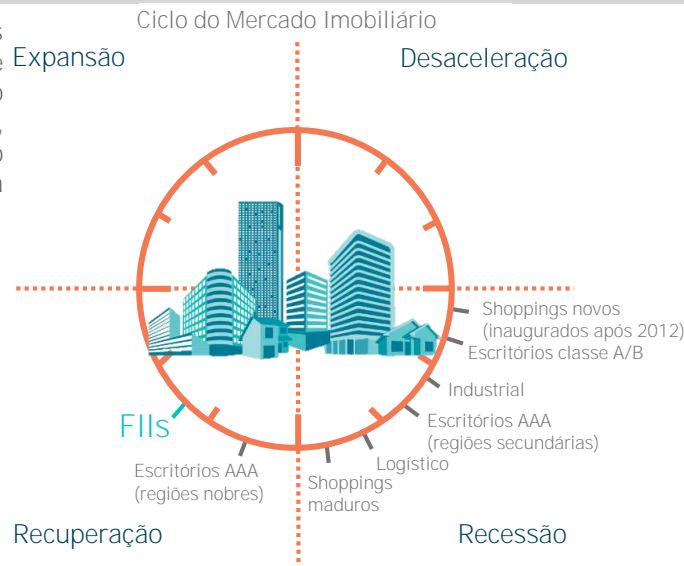 Ciclo do Mercado Imobiliário
Expansão
Desaceleração
Shoppings novos
(inaugurados após 2012)
Escritórios classe A/B
Industrial
Escritórios AAA
(regiões secundárias)
Logístico
Shoppings
maduros
Escritórios AAA
(regiões nobres)
FIIs
Recuperação
Recessão